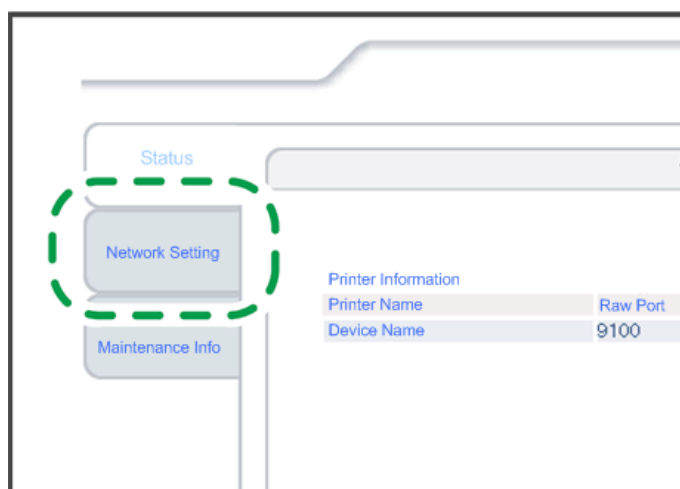 Status
Network Setting
Maintenance Info
Printer Information
Printer Name Raw Port
Device Name 9100